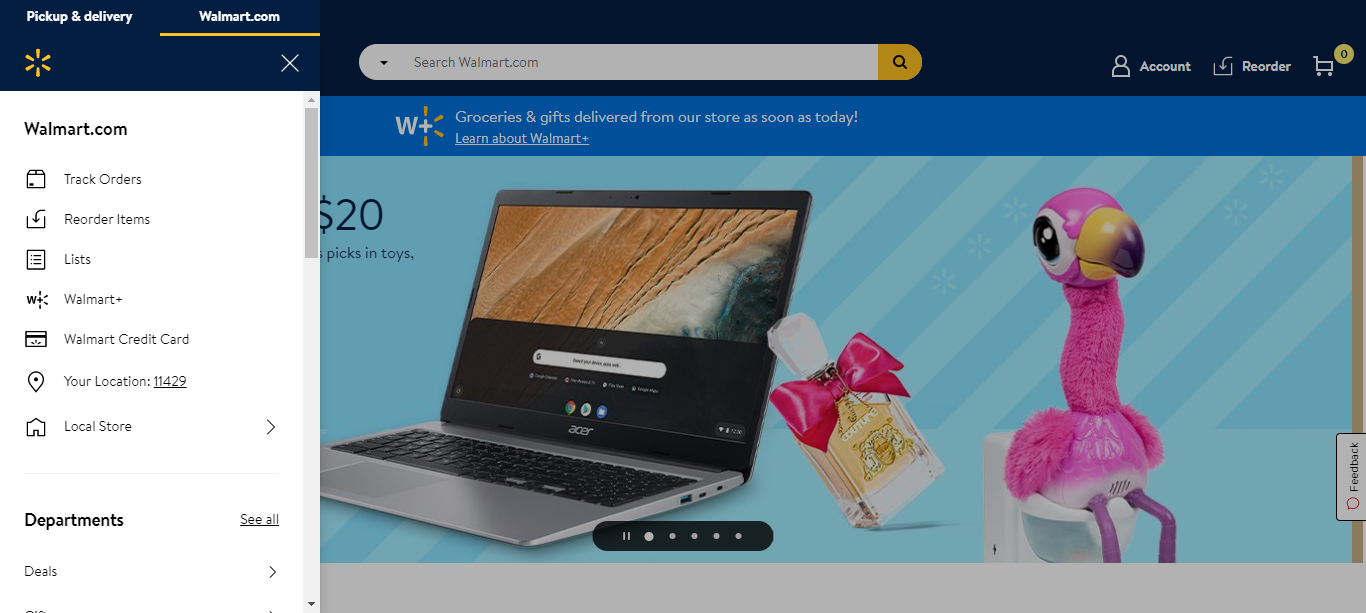 Pickup & delivery
Walmart.com
Walmart.com
Track Orders
Reorder Items
Lists
Walmart+
Walmart Credit Card
Your Location: 11429
Local Store
Departments
See all
Deals
Search Walmart.com
Account
Reorder
0
W+
Groceries & gifts delivered from our store as soon as today!
Learn about Walmart+
$20
picks in toys,
acer
COUTURE
Feedback